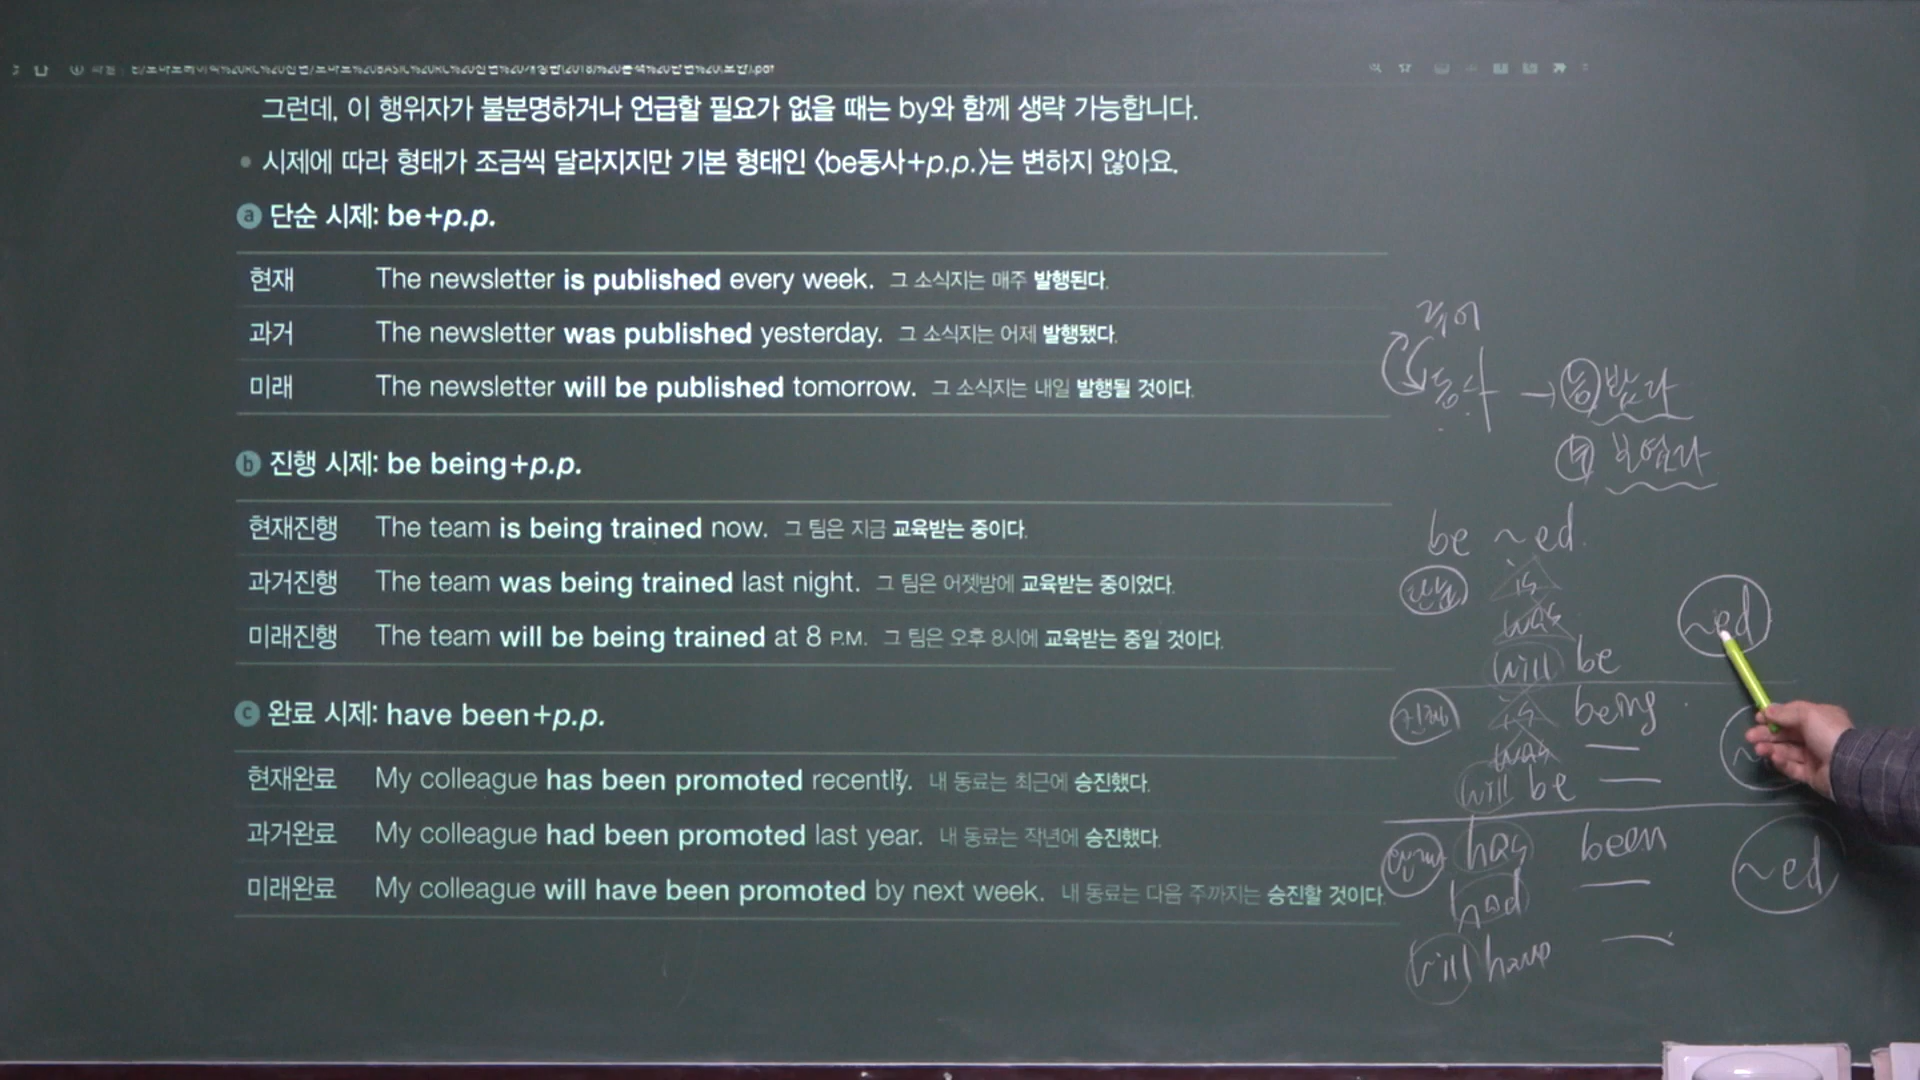 그런데, 이 행위자가 불분명하거나 언급할 필요가 없을 때는 by와 함께 생략 가능합니다.
• 시제에 따라 형태가 조금씩 달라지지만 기본 형태인 〈be동사+p.p.〉는 변하지 않아요.
a 단순 시제: be+p.p.
현재 The newsletter is published every week. 그 소식지는 매주 발행된다.
과거 The newsletter was published yesterday. 그 소식지는 어제 발행됐다.
미래 The newsletter will be published tomorrow. 그 소식지는 내일 발행될 것이다.
b 진행 시제: be being+p.p.
현재진행 The team is being trained now. 그 팀은 지금 교육받는 중이다.
과거진행 The team was being trained last night. 그 팀은 어젯밤에 교육받는 중이었다.
미래진행 The team will be being trained at 8 P.M. 그 팀은 오후 8시에 교육받는 중일 것이다.
c 완료 시제: have been+p.p.
현재완료 My colleague has been promoted recently. 내 동료는 최근에 승진했다.
과거완료 My colleague had been promoted last year. 내 동료는 작년에 승진했다.
미래완료 My colleague will have been promoted by next week. 내 동료는 다음 주까지는 승진할 것이다.
주어
동사 → 능
be ~ed.
단순 is
was
will be ~ed
진행 is being
was
will be
has been ~ed
had
will have